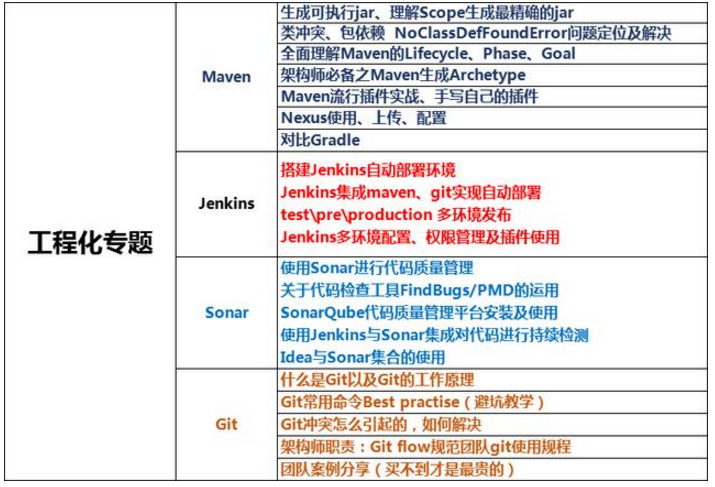 工程化专题
Maven
生成可执行jar、理解Scope生成最精确的jar
类冲突、包依赖 NoClassDefFoundError问题定位及解决
全面理解Maven的Lifecycle、Phase、Goal
架构师必备之Maven生成Archetype
Maven流行插件实战、手写自己的插件
Nexus使用、上传、配置
对比Gradle
Jenkins
搭建Jenkins自动部署环境
Jenkins集成maven、git实现自动部署
test\pre\production 多环境发布
Jenkins多环境配置、权限管理及插件使用
Sonar
使用Sonar进行代码质量管理
关于代码检查工具FindBugs/PMD的运用
SonarQube代码质量管理平台安装及使用
使用Jenkins与Sonar集成对代码进行持续检测
Idea与Sonar集合的使用
Git
什么是Git以及Git的工作原理
Git常用命令Best practise（避坑教学）
Git冲突怎么引起的，如何解决
架构师职责：Git flow规范团队git使用规程
团队案例分享（买不到才是最贵的）